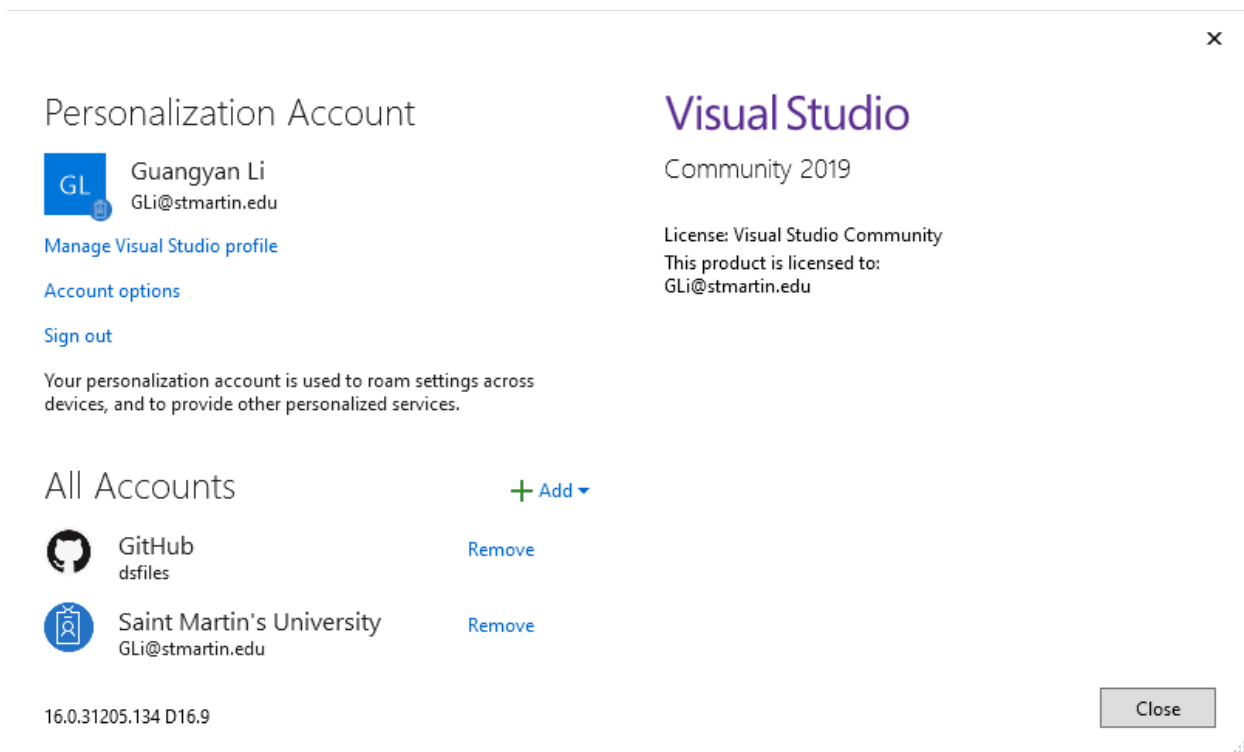 Personalization Account
GL
Guangyan Li
GLi@stmartin.edu
Manage Visual Studio profile
Account options
Sign out
Your personalization account is used to roam settings across
devices, and to provide other personalized services.
All Accounts
Add
GitHub
dsfiles
Remove
Saint Martin's University
GLi@stmartin.edu
Remove
16.0.31205.134 D16.9
Visual Studio
Community 2019
License: Visual Studio Community
This product is licensed to:
GLi@stmartin.edu
Close